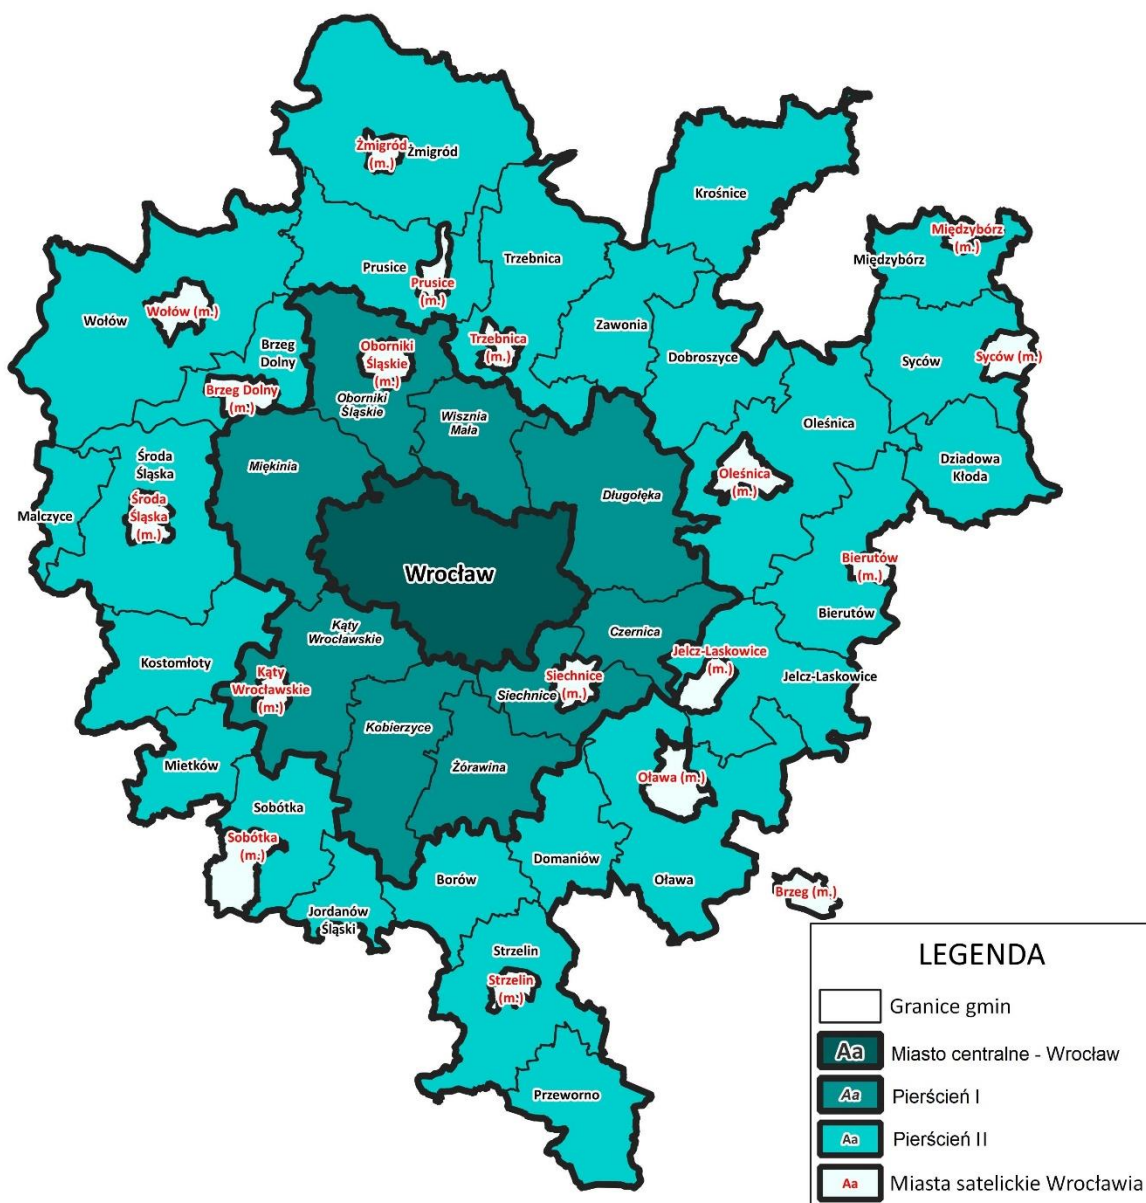 Żmigród
(m.)
Żmigród
Krośnice
Międzybórz
(m.)
Międzybórz
Trzebnica
Prusice
Prusice
(m.)
Wołów (m.)
Wołów
Brzeg
Dolny
Oborniki
Śląskie
(m.)
Trzebnica
(m.)
Zawonia
Dobroszyce
Syców
Syców (m.)
Brzeg Dolny
(m.)
Oborniki
Śląskie
Wisznia
Mała
Oleśnica
Środa
Śląska
Miękinia
Dziadowa
Kłoda
Oleśnica
(m.)
Długołęka
Środa
Śląska
(m.)
Malczyce
Wrocław
Bierutów
(m.)
Bierutów
Kąty
Wrocławskie
Czernica
Kostomłoty
Jelcz-Laskowice
(m.)
Jelcz-Laskowice
Kąty
Wrocławskie
(m.)
Siechnice
(m.)
Siechnice
Kobierzyce
Mietków
Żórawina
Oława (m.)
Sobótka
Sobótka
(m.)
Domaniów
Borów
Oława
Brzeg (m.)
Jordanów
Śląski
Strzelin
Strzelin
(m.)
Przeworno
LEGENDA
Granice gmin
Aa Miasto centralne - Wrocław
Aa Pierścień I
Aa Pierścień II
Aa Miasta satelickie Wrocławia